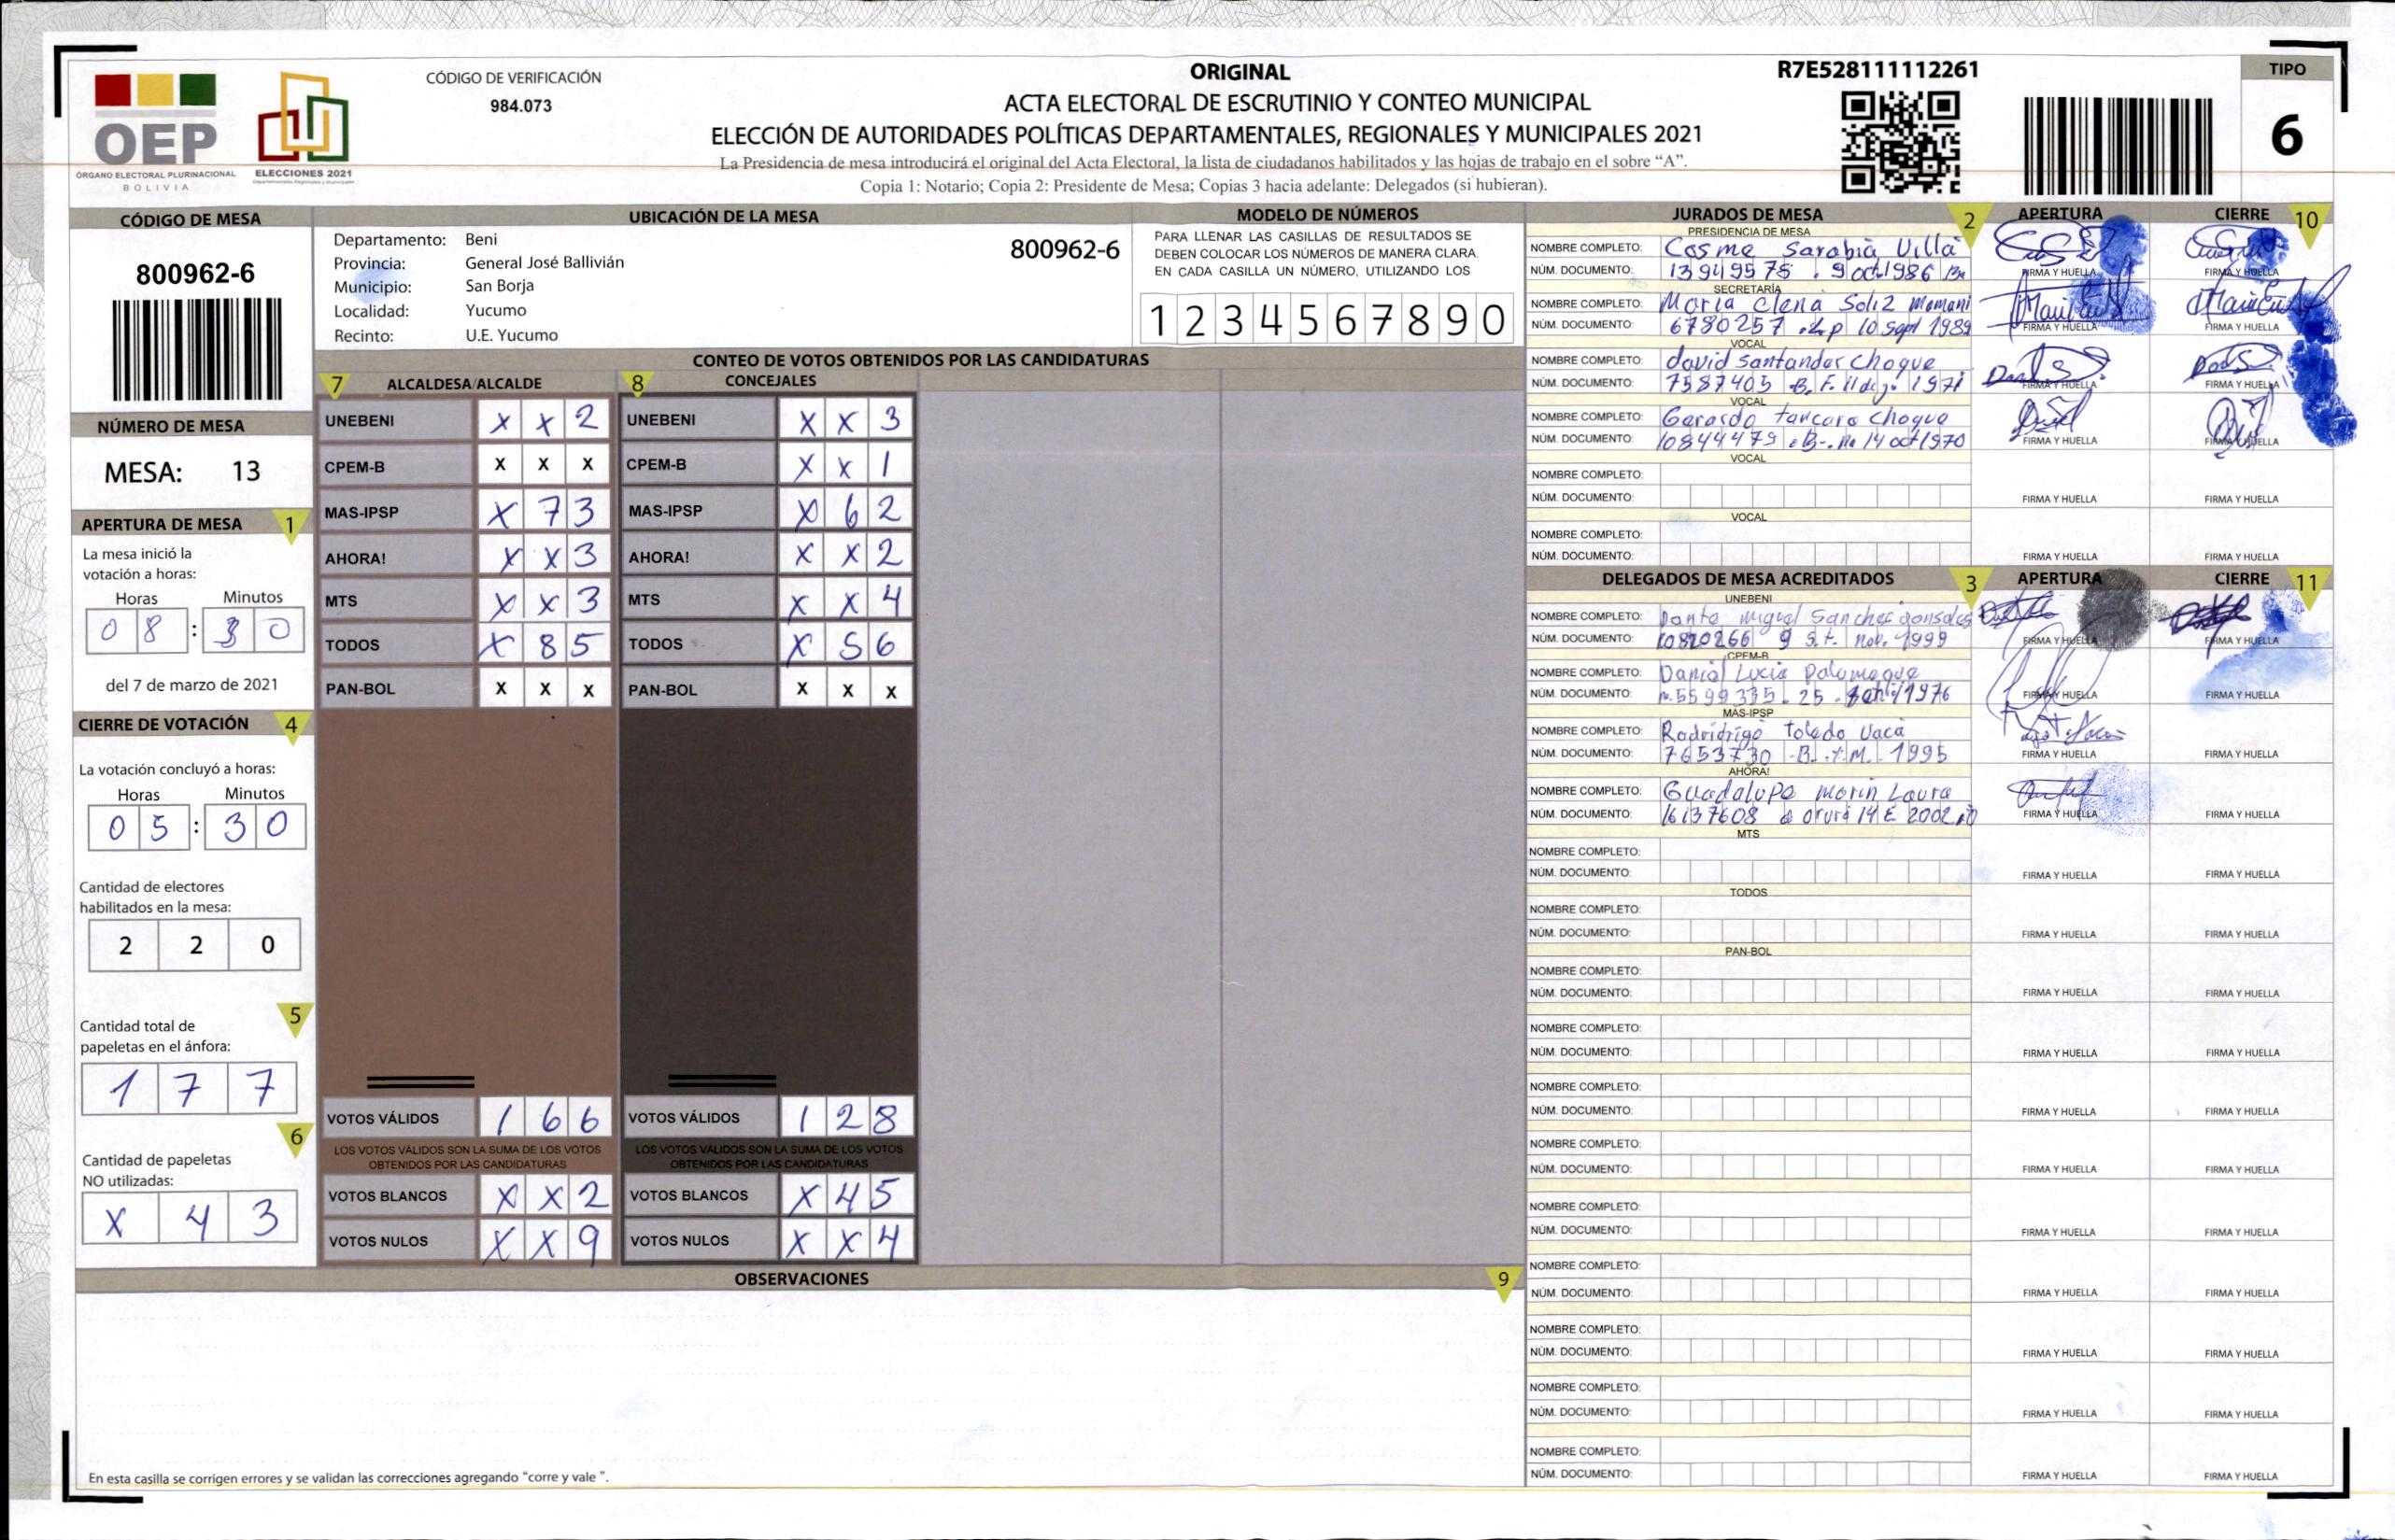 OEP
ÓRGANO ELECTORAL PLURINACIONAL
BOLIVIA
ELECCIONES 2021
CÓDIGO DE VERIFICACIÓN
984.073
ORIGINAL
ACTA ELECTORAL DE ESCRUTINIO Y CONTEO MUNICIPAL
ELECCIÓN DE AUTORIDADES POLÍTICAS DEPARTAMENTALES, REGIONALES Y MUNICIPALES 2021
La Presidencia de mesa introducirá el original del Acta Electoral, la lista de ciudadanos habilitados y las hojas de trabajo en el sobre “A”.
Copia 1: Notario; Copia 2: Presidente de Mesa; Copias 3 hacia adelante: Delegados (si hubieran).
R7E528111112261
TIPO
6
CÓDIGO DE MESA
800962-6
NÚMERO DE MESA
MESA: 13
APERTURA DE MESA 1
La mesa inició la
votación a horas:
Horas Minutos
0 8 : 3 0
del 7 de marzo de 2021
CIERRE DE VOTACIÓN 4
La votación concluyó a horas:
Horas Minutos
0 5 : 3 0
Cantidad de electores
habilitados en la mesa:
2 2 0
5
Cantidad total de
papeletas en el ánfora:
1 7 7
6
Cantidad de papeletas
NO utilizadas:
X 4 3
UBICACIÓN DE LA MESA
Departamento: Beni
800962-6
Provincia: General José Ballivián
Municipio: San Borja
Localidad: Yucumo
Recinto: U.E. Yucumo
MODELO DE NÚMEROS
PARA LLENAR LAS CASILLAS DE RESULTADOS SE
DEBEN COLOCAR LOS NÚMEROS DE MANERA CLARA.
EN CADA CASILLA UN NÚMERO, UTILIZANDO LOS
1 2 3 4 5 6 7 8 9 0
CONTEO DE VOTOS OBTENIDOS POR LAS CANDIDATURAS
7 ALCALDESA/ALCALDE
UNEBENI X X 2
CPEM-B X X X
MAS-IPSP X 7 3
AHORA! X X 3
MTS X X 3
TODOS X 8 5
PAN-BOL X X X
VOTOS VÁLIDOS 1 6 6
LOS VOTOS VÁLIDOS SON LA SUMA DE LOS VOTOS
OBTENIDOS POR LAS CANDIDATURAS
VOTOS BLANCOS X X 2
VOTOS NULOS X X 9
8 CONCEJALES
UNEBENI X X 3
CPEM-B X X 1
MAS-IPSP X 6 2
AHORA! X X 2
MTS X X 4
TODOS X 5 6
PAN-BOL X X X
VOTOS VÁLIDOS 1 2 8
LOS VOTOS VÁLIDOS SON LA SUMA DE LOS VOTOS
OBTENIDOS POR LAS CANDIDATURAS
VOTOS BLANCOS X 4 5
VOTOS NULOS X X 4
OBSERVACIONES 9
En esta casilla se corrigen errores y se validan las correcciones agregando “corre y vale ”.
JURADOS DE MESA 2 APERTURA CIERRE 10
PRESIDENCIA DE MESA
NOMBRE COMPLETO: Cosme Sarabia Villa
NÚM. DOCUMENTO: 13949575 . 9 oct 1986 Bn FIRMA Y HUELLA FIRMA Y HUELLA
SECRETARÍA
NOMBRE COMPLETO: Maria Elena Soliz Mamani
NÚM. DOCUMENTO: 6780257 .Lp 10 sept 1989 FIRMA Y HUELLA FIRMA Y HUELLA
VOCAL
NOMBRE COMPLETO: david santander choque
NÚM. DOCUMENTO: 7587403 1971 FIRMA Y HUELLA FIRMA Y HUELLA
VOCAL
NOMBRE COMPLETO: Gerardo tarcaro choque
NÚM. DOCUMENTO: 10844479 14 oct 1970 FIRMA Y HUELLA FIRMA Y HUELLA
VOCAL
NOMBRE COMPLETO:
NÚM. DOCUMENTO: FIRMA Y HUELLA FIRMA Y HUELLA
VOCAL
NOMBRE COMPLETO:
NÚM. DOCUMENTO: FIRMA Y HUELLA FIRMA Y HUELLA
DELEGADOS DE MESA ACREDITADOS 3 APERTURA CIERRE 11
UNEBENI
NOMBRE COMPLETO: Dante Miguel Sanchez gonsales
NÚM. DOCUMENTO: 10820266 9 nov. 1999 FIRMA Y HUELLA FIRMA Y HUELLA
CPEM-B
NOMBRE COMPLETO: Daniel Lucia Palomeque
NÚM. DOCUMENTO: 5599335 . 25 1976 FIRMA Y HUELLA FIRMA Y HUELLA
MAS-IPSP
NOMBRE COMPLETO: Rodridrigo Toledo Vaca
NÚM. DOCUMENTO: 7653730 1995 FIRMA Y HUELLA FIRMA Y HUELLA
AHORA!
NOMBRE COMPLETO: Guadalupe Morin Laura
NÚM. DOCUMENTO: 16137608 14 E 2002 FIRMA Y HUELLA FIRMA Y HUELLA
MTS
NOMBRE COMPLETO:
NÚM. DOCUMENTO: FIRMA Y HUELLA FIRMA Y HUELLA
TODOS
NOMBRE COMPLETO:
NÚM. DOCUMENTO: FIRMA Y HUELLA FIRMA Y HUELLA
PAN-BOL
NOMBRE COMPLETO:
NÚM. DOCUMENTO: FIRMA Y HUELLA FIRMA Y HUELLA
NOMBRE COMPLETO:
NÚM. DOCUMENTO: FIRMA Y HUELLA FIRMA Y HUELLA
NOMBRE COMPLETO:
NÚM. DOCUMENTO: FIRMA Y HUELLA FIRMA Y HUELLA
NOMBRE COMPLETO:
NÚM. DOCUMENTO: FIRMA Y HUELLA FIRMA Y HUELLA
NOMBRE COMPLETO:
NÚM. DOCUMENTO: FIRMA Y HUELLA FIRMA Y HUELLA
NOMBRE COMPLETO:
NÚM. DOCUMENTO: FIRMA Y HUELLA FIRMA Y HUELLA
NOMBRE COMPLETO:
NÚM. DOCUMENTO: FIRMA Y HUELLA FIRMA Y HUELLA
NOMBRE COMPLETO:
NÚM. DOCUMENTO: FIRMA Y HUELLA FIRMA Y HUELLA
NOMBRE COMPLETO:
NÚM. DOCUMENTO: FIRMA Y HUELLA FIRMA Y HUELLA